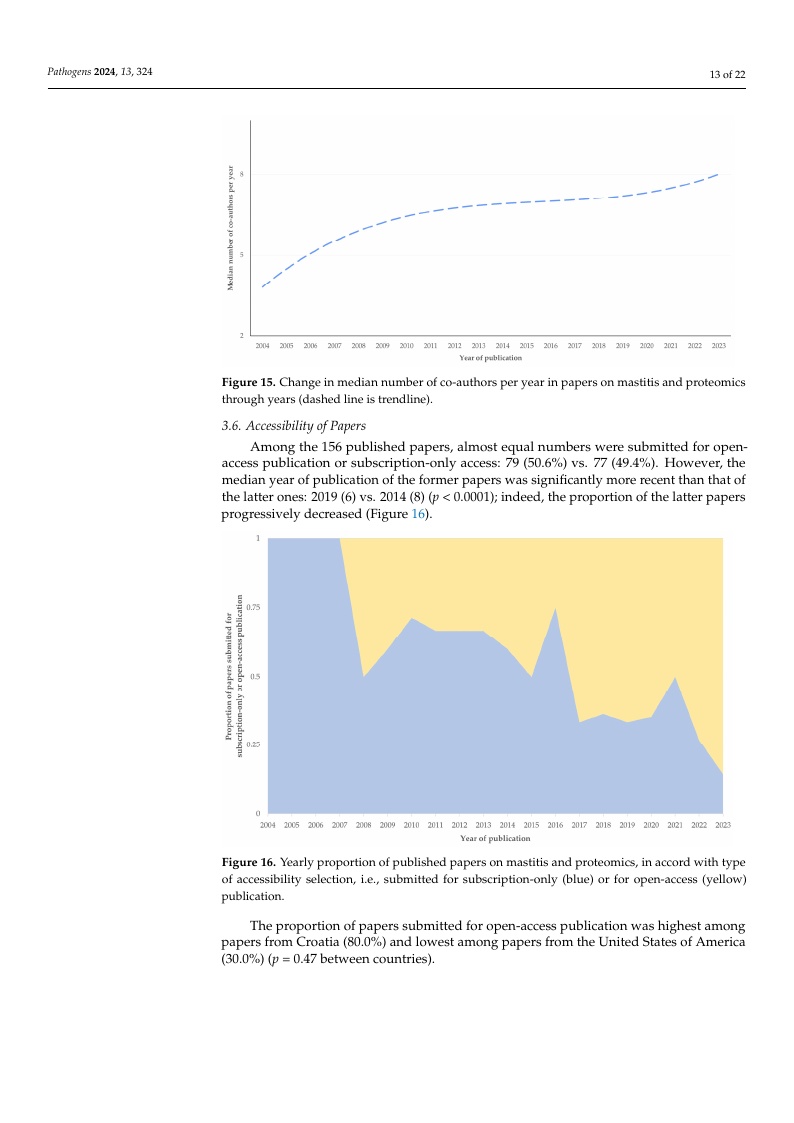 Pathogens 2024, 13, 324
13 of 22
8
5
2
Median number of co-authors per year
2004 2005 2006 2007 2008 2009 2010 2011 2012 2013 2014 2015 2016 2017 2018 2019 2020 2021 2022 2023
Year of publication
Figure 15. Change in median number of co-authors per year in papers on mastitis and proteomics
through years (dashed line is trendline).
3.6. Accessibility of Papers
Among the 156 published papers, almost equal numbers were submitted for open-
access publication or subscription-only access: 79 (50.6%) vs. 77 (49.4%). However, the
median year of publication of the former papers was significantly more recent than that of
the latter ones: 2019 (6) vs. 2014 (8) (p < 0.0001); indeed, the proportion of the latter papers
progressively decreased (Figure 16).
1
0.75
0.5
0.25
0
Proportion of papers submitted for
subscription-only or open-access publication
2004 2005 2006 2007 2008 2009 2010 2011 2012 2013 2014 2015 2016 2017 2018 2019 2020 2021 2022 2023
Year of publication
Figure 16. Yearly proportion of published papers on mastitis and proteomics, in accord with type
of accessibility selection, i.e., submitted for subscription-only (blue) or for open-access (yellow)
publication.
The proportion of papers submitted for open-access publication was highest among
papers from Croatia (80.0%) and lowest among papers from the United States of America
(30.0%) (p = 0.47 between countries).